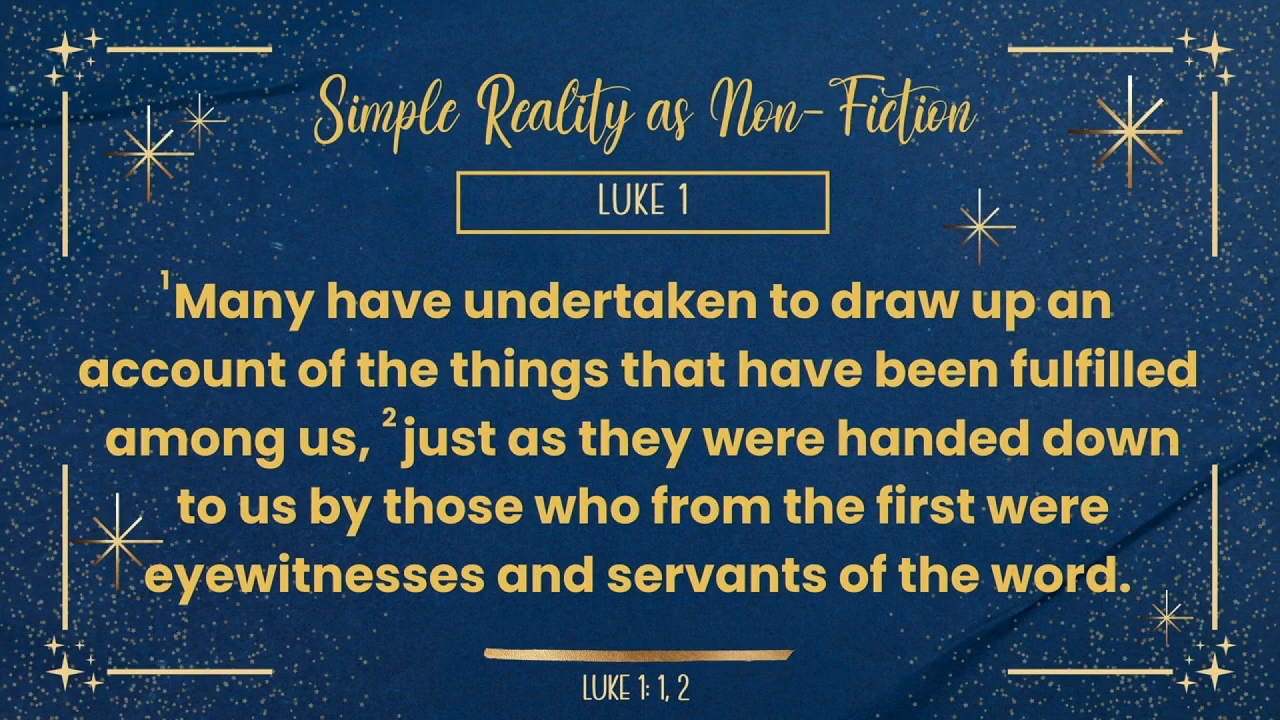 Simple Reality as Non-Fiction
LUKE 1
¹Many have undertaken to draw up an
account of the things that have been fulfilled
among us, ²just as they were handed down
to us by those who from the first were
eyewitnesses and servants of the word.
LUKE 1: 1, 2